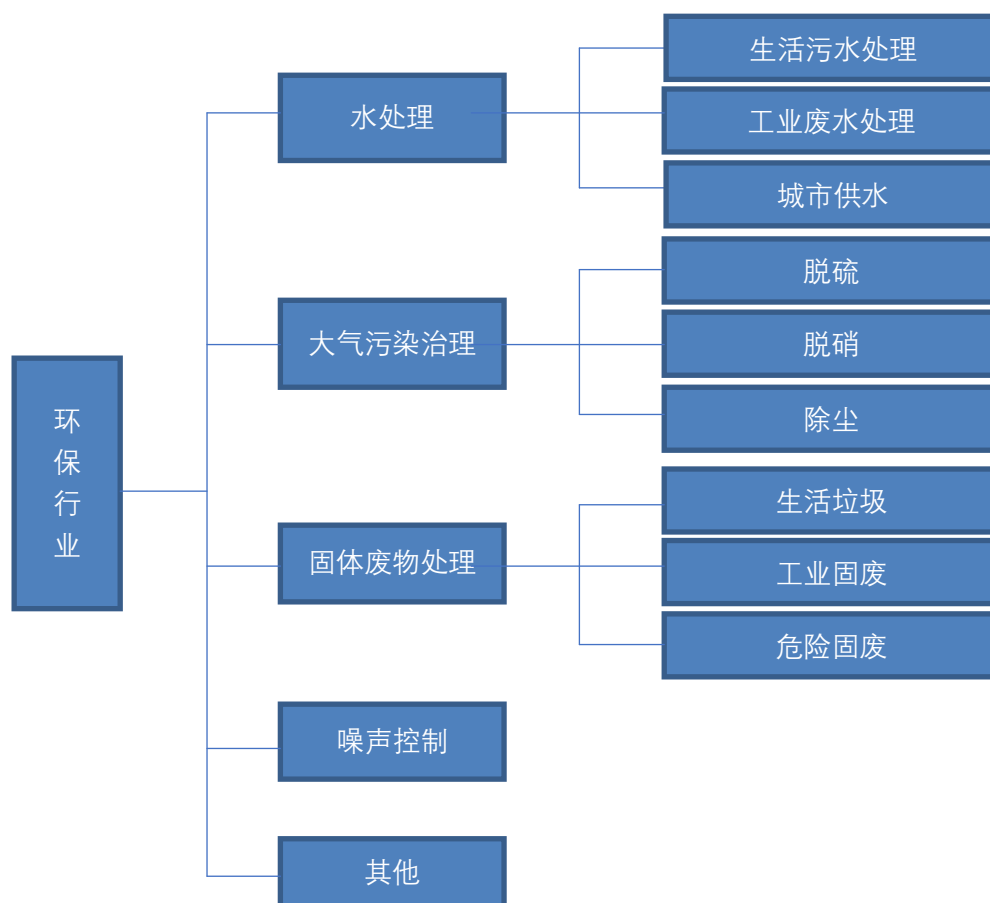 环保行业
水处理
生活污水处理
工业废水处理
城市供水
大气污染治理
脱硫
脱硝
除尘
固体废物处理
生活垃圾
工业固废
危险固废
噪声控制
其他